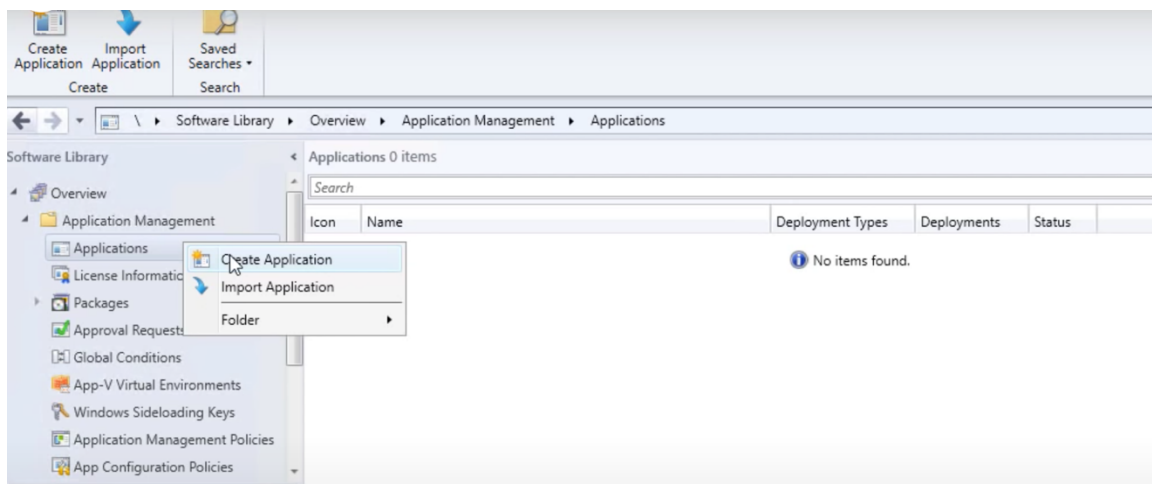 Create Application
Import Application
Saved Searches
Create
Search
\ Software Library Overview Application Management Applications
Software Library
Applications 0 items
Search
Overview
Application Management
Icon Name Deployment Types Deployments Status
Applications
Create Application
No items found.
License Informatio
Import Application
Packages
Folder
Approval Requests
Global Conditions
App-V Virtual Environments
Windows Sideloading Keys
Application Management Policies
App Configuration Policies